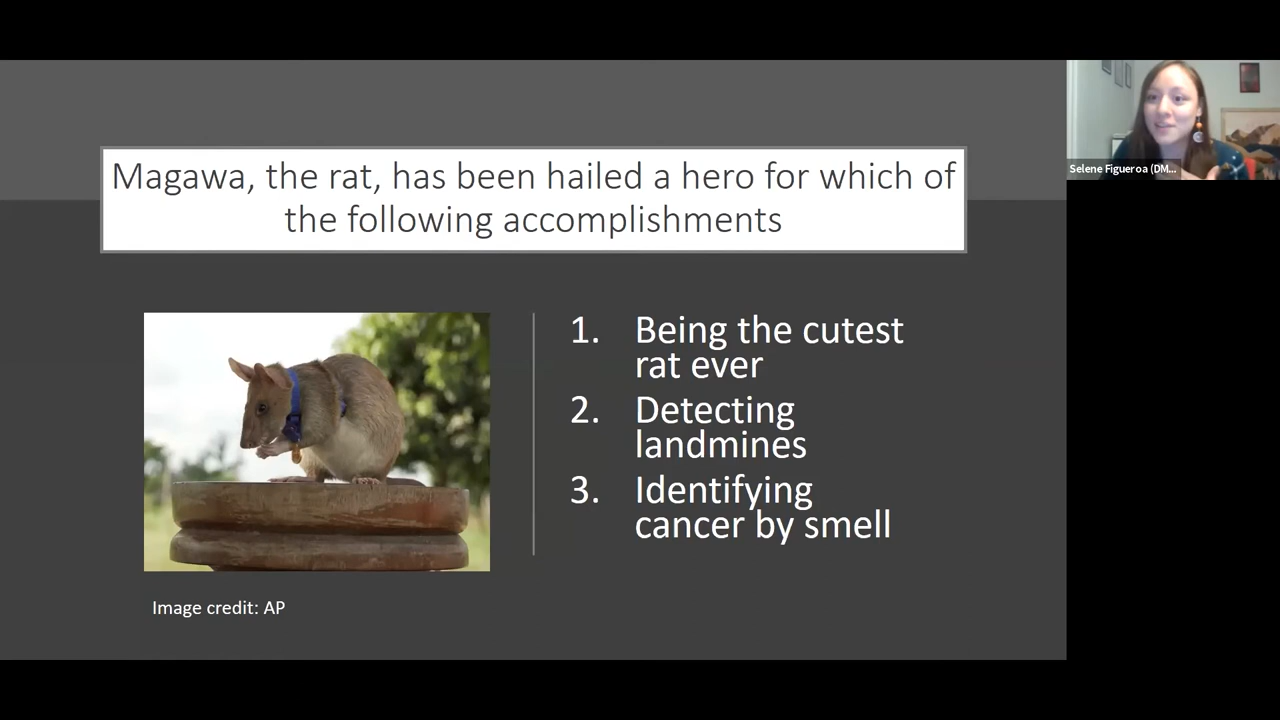 Magawa, the rat, has been hailed a hero for which of
the following accomplishments
1. Being the cutest
rat ever
2. Detecting
landmines
3. Identifying
cancer by smell
Image credit: AP
Selene Figueroa (DM...